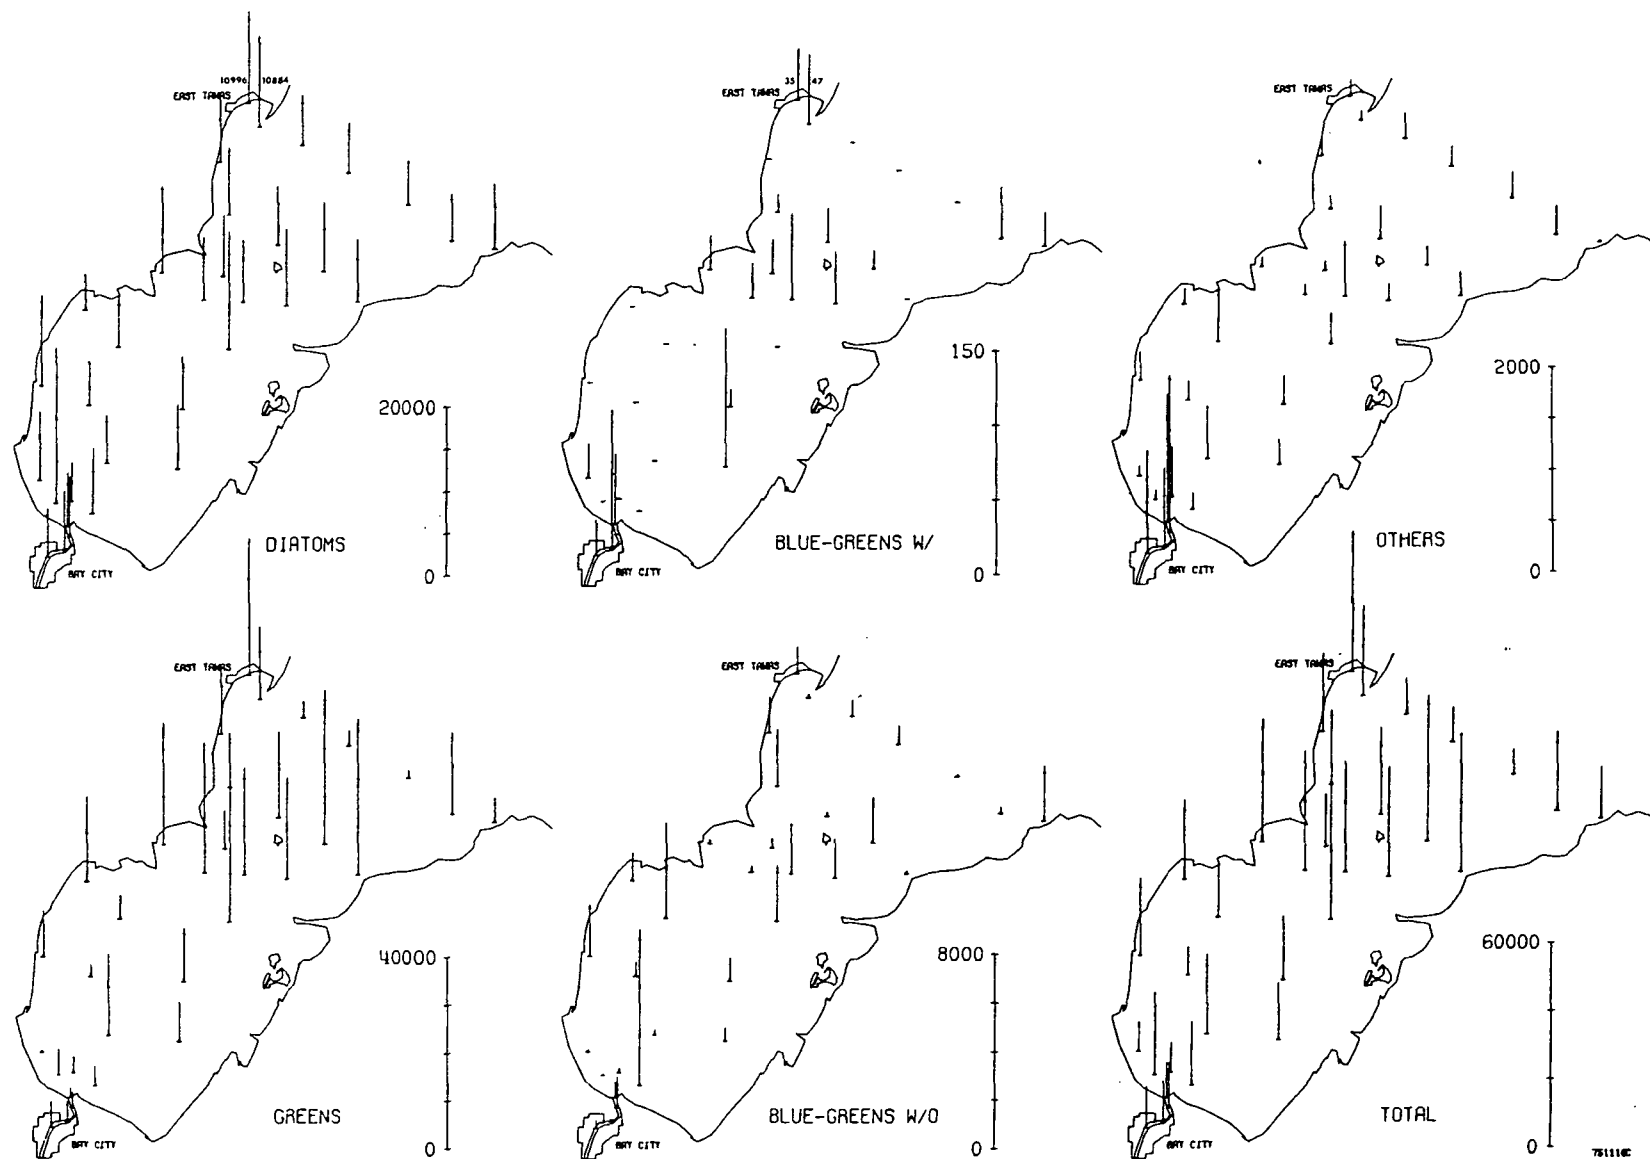 10996 10884
EAST TAWAS
20000
0
DIATOMS
BAY CITY
35 47
EAST TAWAS
150
0
BLUE-GREENS W/
BAY CITY
EAST TAWAS
2000
0
OTHERS
BAY CITY
EAST TAWAS
40000
0
GREENS
BAY CITY
EAST TAWAS
8000
0
BLUE-GREENS W/O
BAY CITY
EAST TAWAS
60000
0
TOTAL
BAY CITY